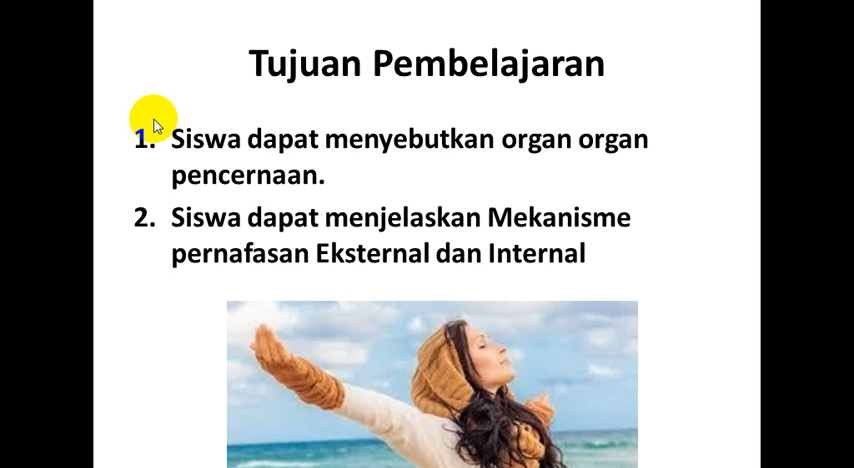 Tujuan Pembelajaran
1. Siswa dapat menyebutkan organ organ
pencernaan.
2. Siswa dapat menjelaskan Mekanisme
pernafasan Eksternal dan Internal